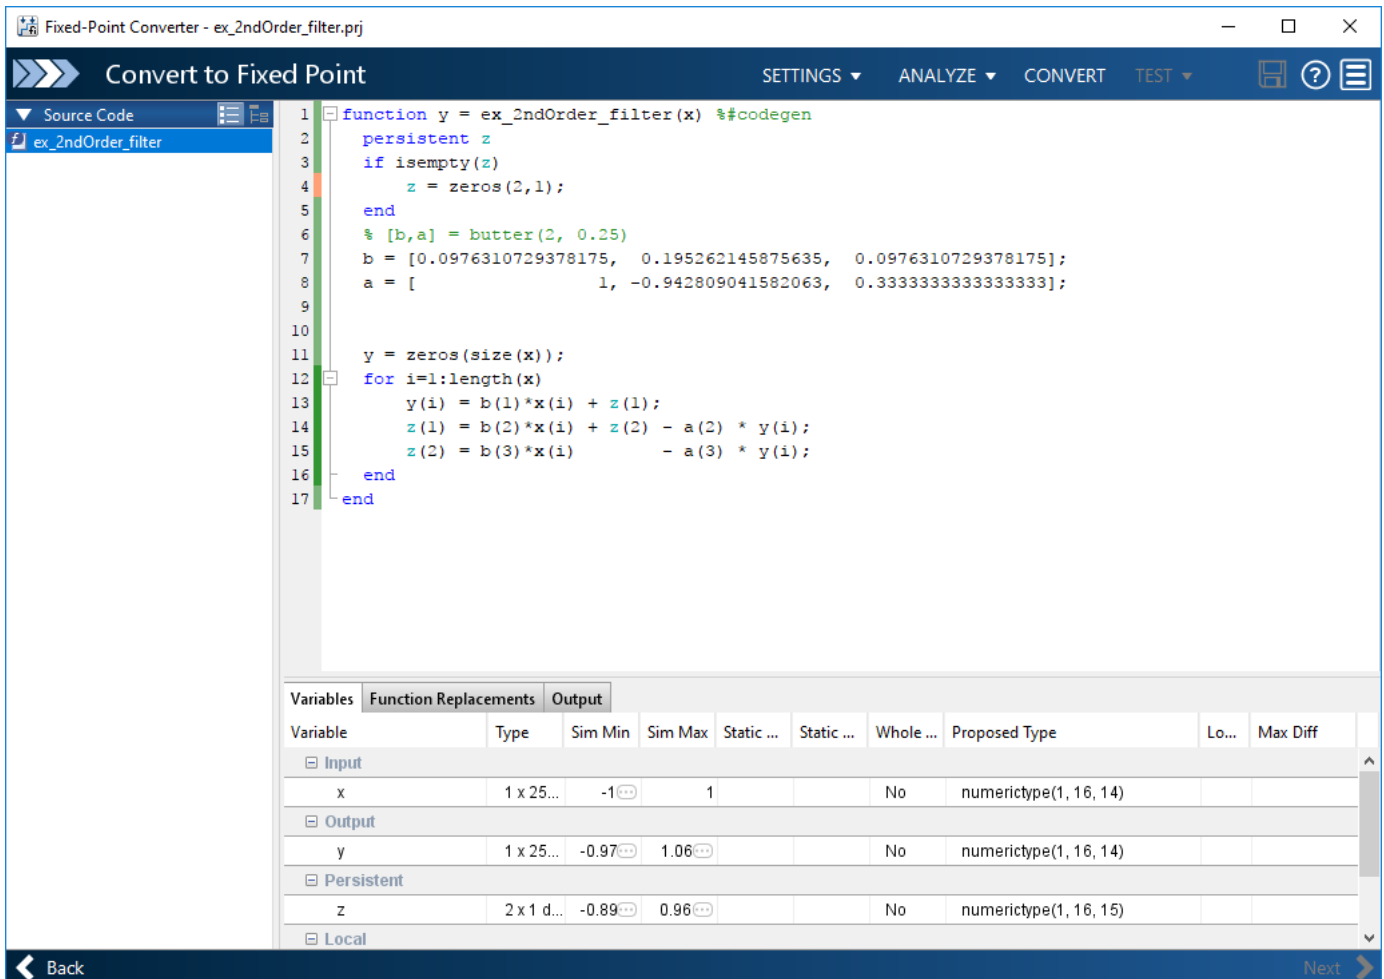 Fixed-Point Converter - ex_2ndOrder_filter.prj
Convert to Fixed Point
SETTINGS ANALYZE CONVERT TEST
Source Code
ex_2ndOrder_filter
1 function y = ex_2ndOrder_filter(x) %#codegen
2 persistent z
3 if isempty(z)
4 z = zeros(2,1);
5 end
6 % [b,a] = butter(2, 0.25)
7 b = [0.0976310729378175, 0.195262145875635, 0.0976310729378175];
8 a = [ 1, -0.942809041582063, 0.3333333333333333];
9
10
11 y = zeros(size(x));
12 for i=1:length(x)
13 y(i) = b(1)*x(i) + z(1);
14 z(1) = b(2)*x(i) + z(2) - a(2) * y(i);
15 z(2) = b(3)*x(i) - a(3) * y(i);
16 end
17 end
Variables Function Replacements Output
Variable Type Sim Min Sim Max Static ... Static ... Whole ... Proposed Type Lo... Max Diff
Input
x 1 x 25... -1 1 No numerictype(1, 16, 14)
Output
y 1 x 25... -0.97 1.06 No numerictype(1, 16, 14)
Persistent
z 2 x 1 d... -0.89 0.96 No numerictype(1, 16, 15)
Local
Back Next